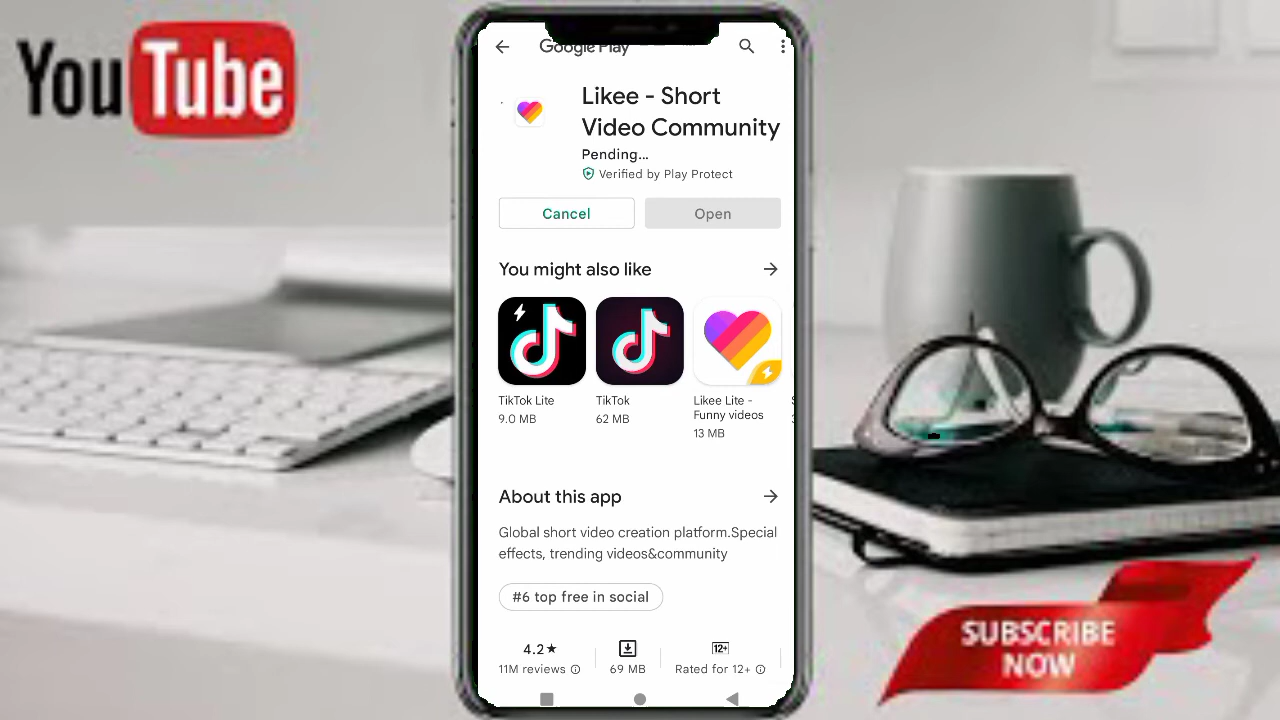 YouTube
Google Play
Likee - Short
Video Community
Pending...
Verified by Play Protect
Cancel
Open
You might also like
TikTok Lite
9.0 MB
TikTok
62 MB
Likee Lite -
Funny videos
13 MB
About this app
Global short video creation platform.Special
effects, trending videos&community
#6 top free in social
4.2★
11M reviews
69 MB
12+
Rated for 12+
SUBSCRIBE
NOW